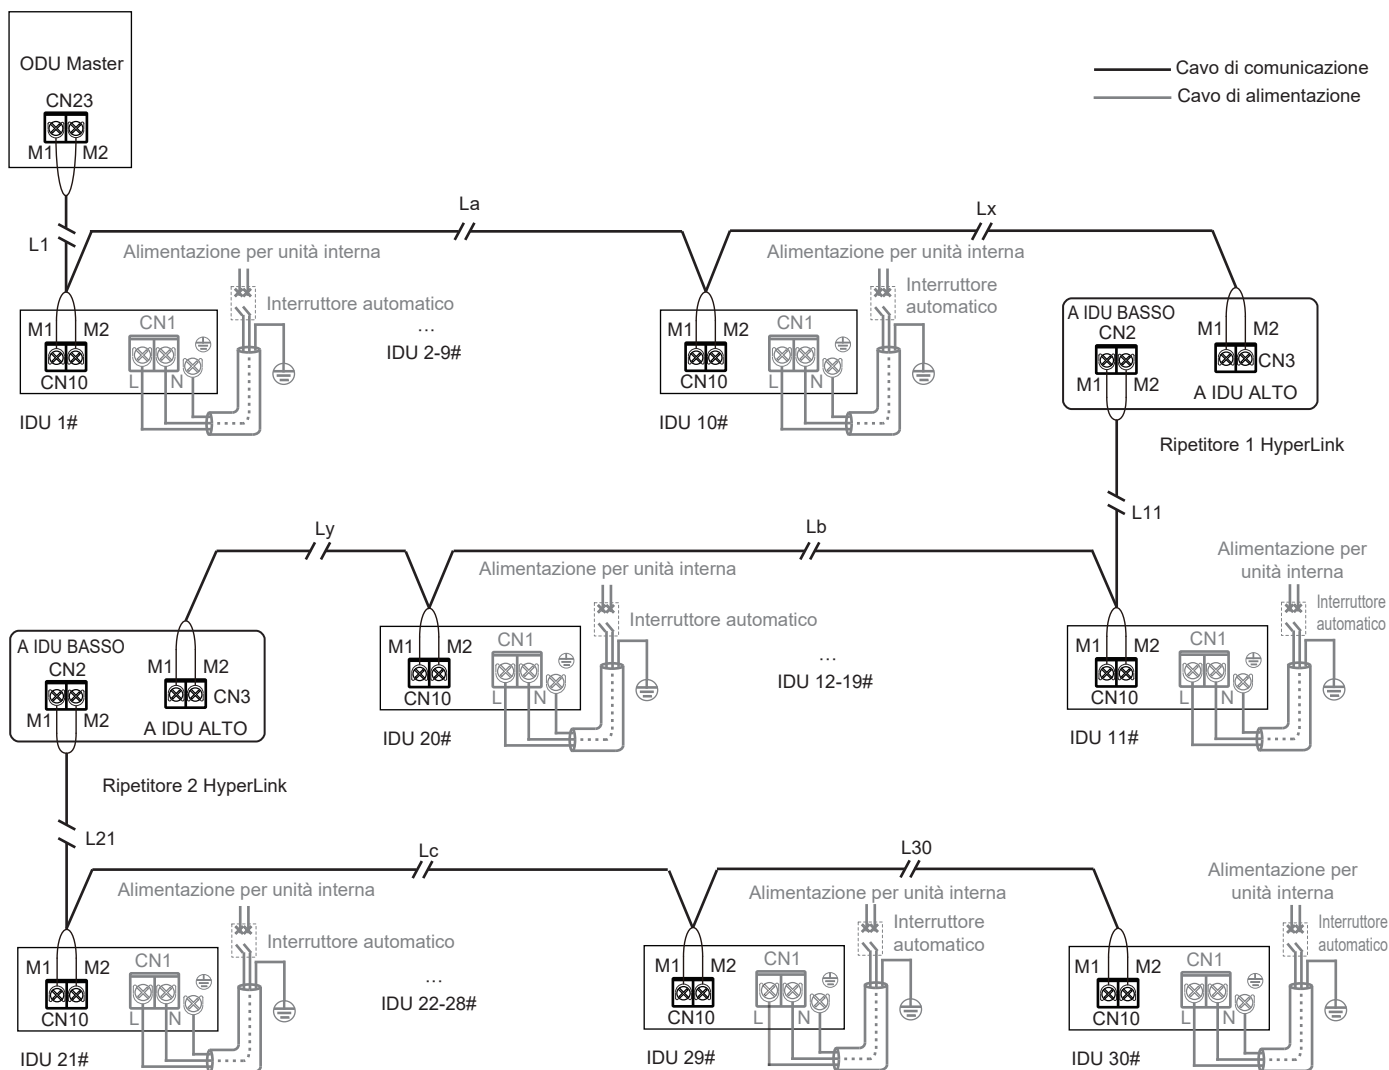 ODU Master
CN23
M1 M2
Cavo di comunicazione
Cavo di alimentazione
L1
La
Lx
Alimentazione per unità interna
Interruttore automatico
M1 M2
CN1
CN10
L N
IDU 1#
...
IDU 2-9#
Alimentazione per unità interna
Interruttore
automatico
M1 M2
CN1
CN10
L N
IDU 10#
A IDU BASSO
CN2
M1 M2
M1 M2
CN3
A IDU ALTO
Ripetitore 1 HyperLink
L11
Ly
Lb
A IDU BASSO
CN2
M1 M2
M1 M2
CN3
A IDU ALTO
Ripetitore 2 HyperLink
Alimentazione per unità interna
Interruttore automatico
M1 M2
CN1
CN10
L N
IDU 20#
...
IDU 12-19#
Alimentazione per
unità interna
Interruttore
automatico
M1 M2
CN1
CN10
L N
IDU 11#
L21
Lc
L30
Alimentazione per unità interna
Interruttore automatico
M1 M2
CN1
CN10
L N
IDU 21#
...
IDU 22-28#
Alimentazione per unità interna
Interruttore
automatico
M1 M2
CN1
CN10
L N
IDU 29#
Alimentazione per
unità interna
Interruttore
automatico
M1 M2
CN1
CN10
L N
IDU 30#